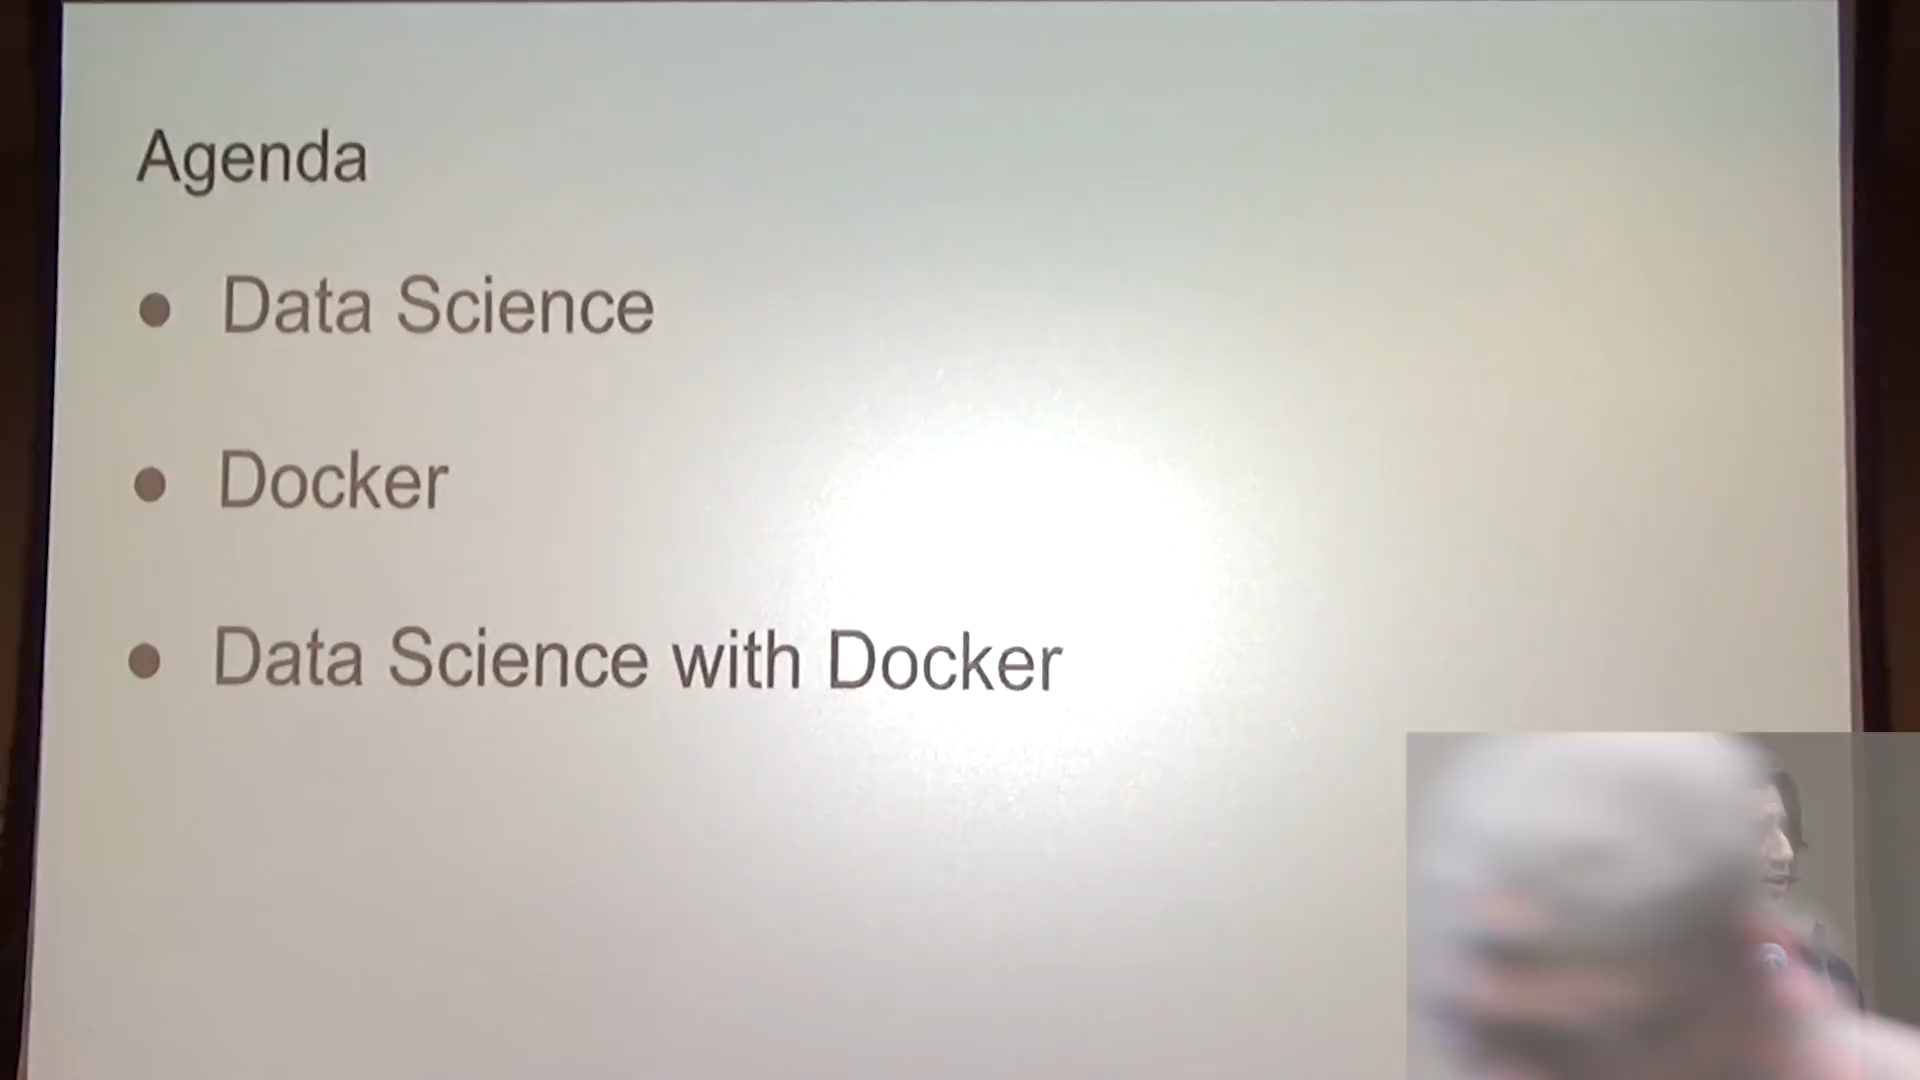 Agenda
● Data Science
● Docker
● Data Science with Docker